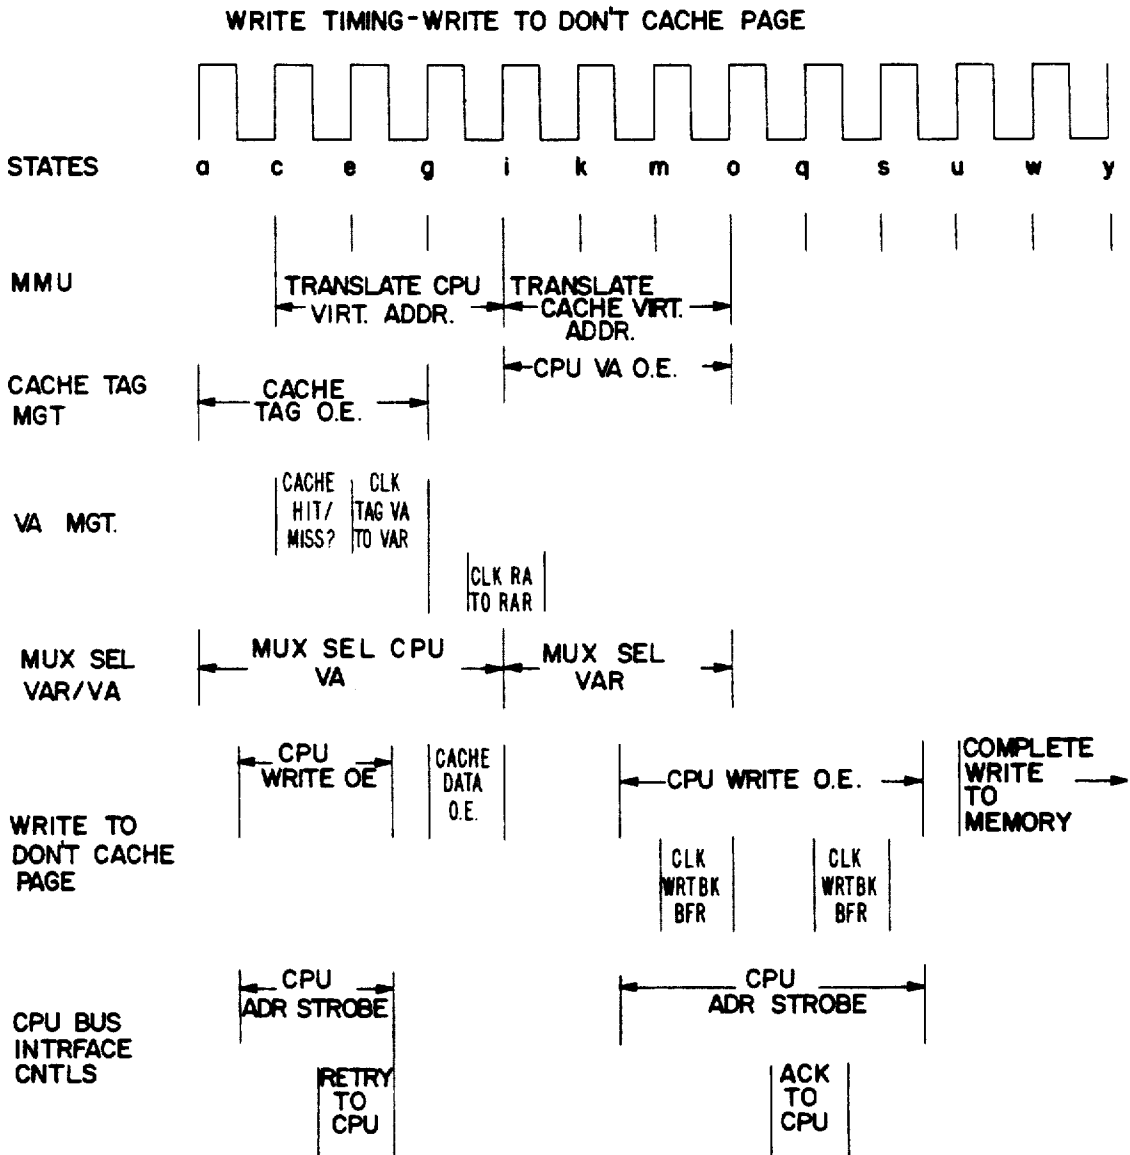 WRITE TIMING-WRITE TO DON'T CACHE PAGE
STATES a c e g i k m o q s u w y
MMU
TRANSLATE CPU
VIRT. ADDR.
TRANSLATE
CACHE VIRT.
ADDR.
CPU VA O.E.
CACHE TAG
MGT
CACHE
TAG O.E.
VA MGT.
CACHE
HIT/
MISS?
CLK
TAG VA
TO VAR
CLK RA
TO RAR
MUX SEL
VAR/VA
MUX SEL CPU
VA
MUX SEL
VAR
WRITE TO
DON'T CACHE
PAGE
CPU
WRITE OE
CACHE
DATA
O.E.
CPU WRITE O.E.
COMPLETE
WRITE
TO
MEMORY
CLK
WRTBK
BFR
CLK
WRTBK
BFR
CPU BUS
INTRFACE
CNTLS
CPU
ADR STROBE
CPU
ADR STROBE
RETRY
TO
CPU
ACK
TO
CPU